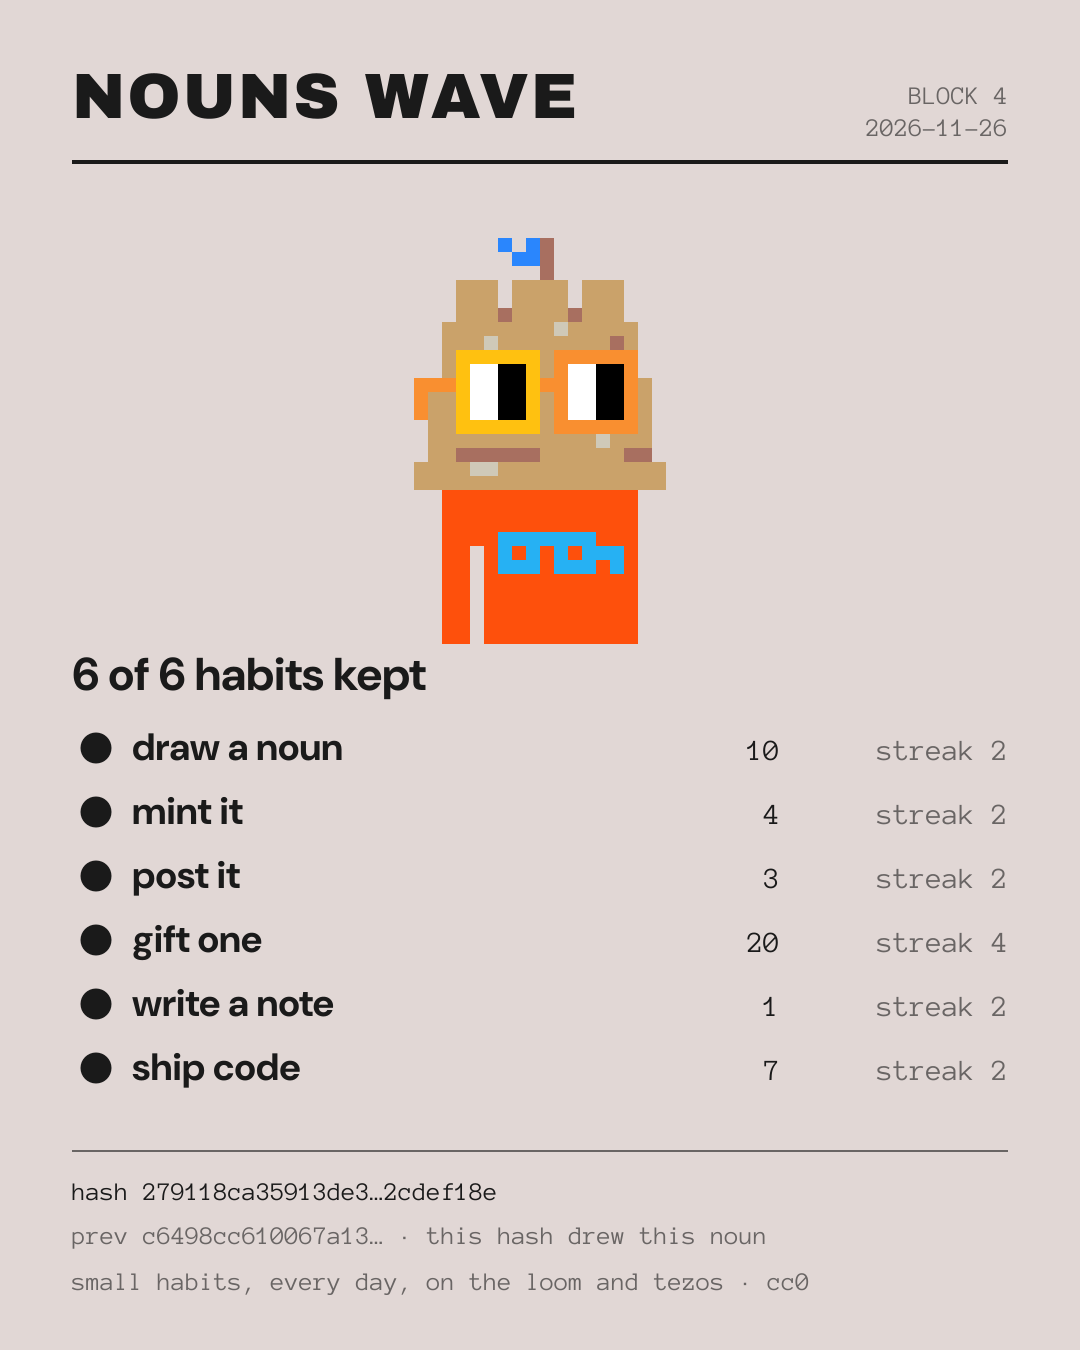 NOUNS WAVE
BLOCK 4
2026-11-26
6 of 6 habits kept
draw a noun 10 streak 2
mint it 4 streak 2
post it 3 streak 2
gift one 20 streak 4
write a note 1 streak 2
ship code 7 streak 2
hash 279118ca35913de3…2cdef18e
prev c6498cc610067a13… · this hash drew this noun
small habits, every day, on the loom and tezos · cc0